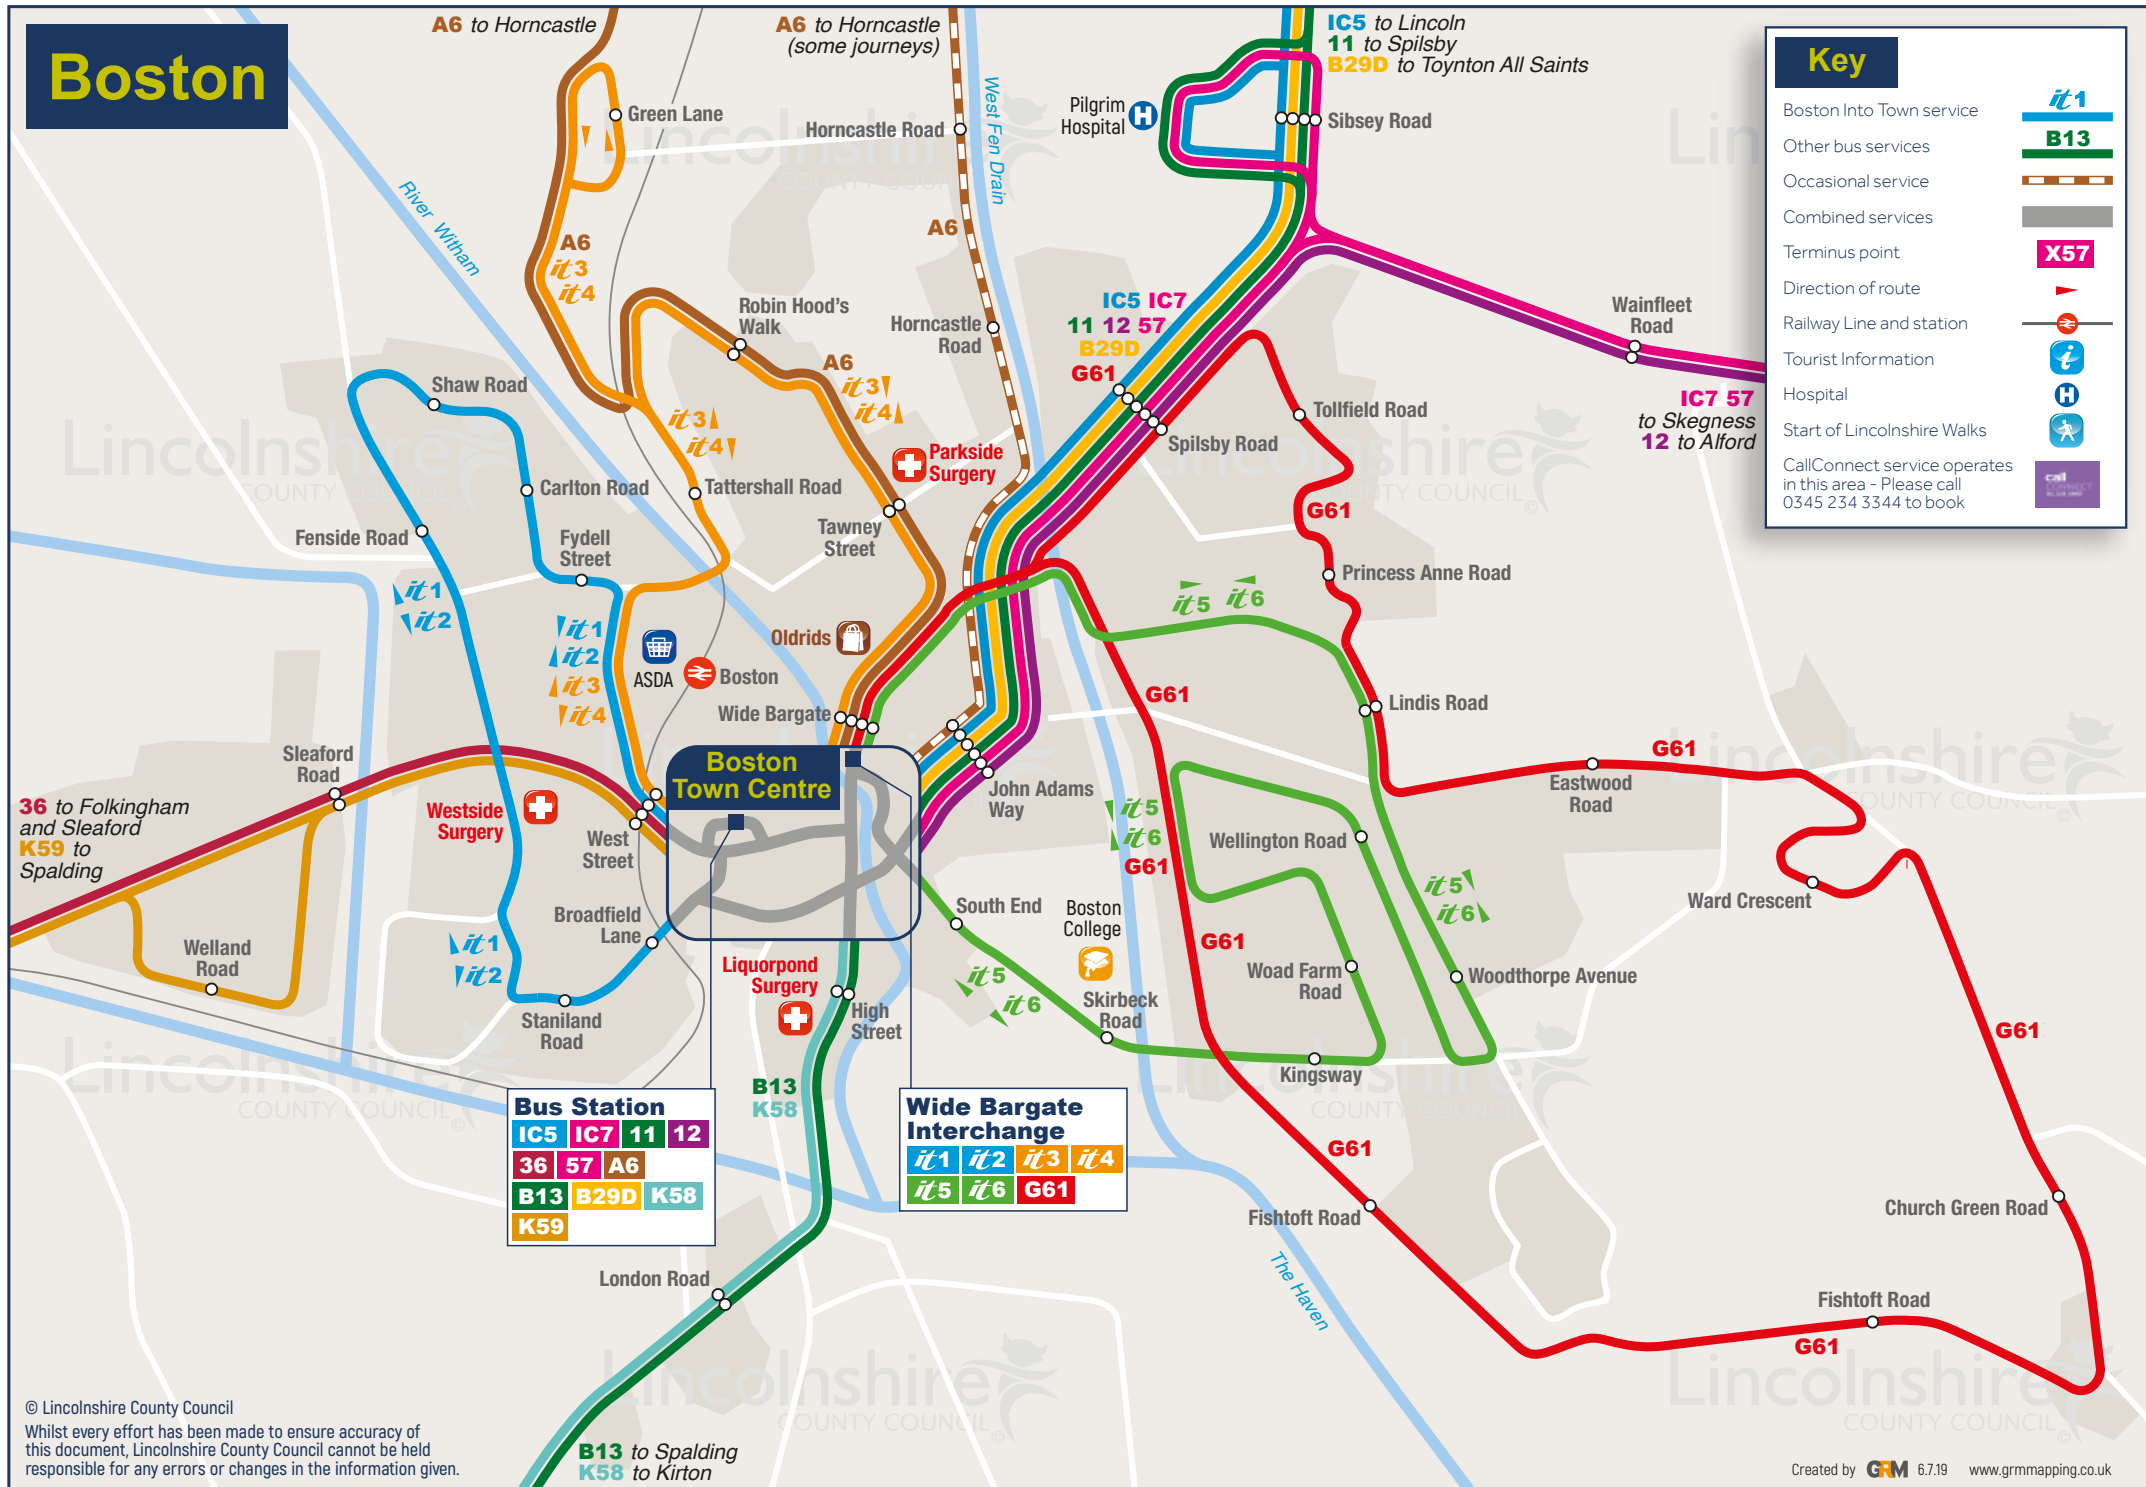 Boston
A6 to Horncastle
A6 to Horncastle
(some journeys)
IC5 to Lincoln
11 to Spilsby
B29D to Toynton All Saints
Key
Boston Into Town service
it1
Other bus services
B13
Occasional service
Combined services
Terminus point
X57
Direction of route
Railway Line and station
Tourist Information
Hospital
H
Start of Lincolnshire Walks
CallConnect service operates
in this area - Please call
0345 234 3344 to book
call
CONNECT
Green Lane
Horncastle Road
West Fen Drain
Pilgrim
Hospital
H
Sibsey Road
River Witham
A6
A6
it3
it4
Robin Hood's
Walk
Horncastle
Road
IC5 IC7
11 12 57
B29D
G61
Wainfleet
Road
IC7 57
to Skegness
12 to Alford
A6
it3
it4
it3
it4
Shaw Road
Tollfield Road
Spilsby Road
Parkside
Surgery
Carlton Road
Tattershall Road
Tawney
Street
G61
Fenside Road
Fydell
Street
Princess Anne Road
it1
it2
it5
it6
it1
it2
it3
it4
ASDA
Boston
Oldrids
Wide Bargate
G61
Lindis Road
Sleaford
Road
Boston
Town Centre
John Adams
Way
G61
Eastwood
Road
36 to Folkingham
and Sleaford
K59 to
Spalding
Westside
Surgery
West
Street
it5
it6
G61
Wellington Road
it5
it6
Ward Crescent
Welland
Road
Broadfield
Lane
South End
Boston
College
G61
it1
it2
Liquorpond
Surgery
High
Street
it5
it6
Skirbeck
Road
Woad Farm
Road
Woodthorpe Avenue
Staniland
Road
G61
Kingsway
B13
K58
Bus Station
IC5 IC7 11 12
36 57 A6
B13 B29D K58
K59
Wide Bargate
Interchange
it1 it2 it3 it4
it5 it6 G61
G61
Fishtoft Road
Church Green Road
The Haven
London Road
Fishtoft Road
G61
B13 to Spalding
K58 to Kirton
© Lincolnshire County Council
Whilst every effort has been made to ensure accuracy of
this document, Lincolnshire County Council cannot be held
responsible for any errors or changes in the information given.
Created by GRM 6.7.19 www.grmmapping.co.uk
Lincolnshire
COUNTY COUNCIL ©